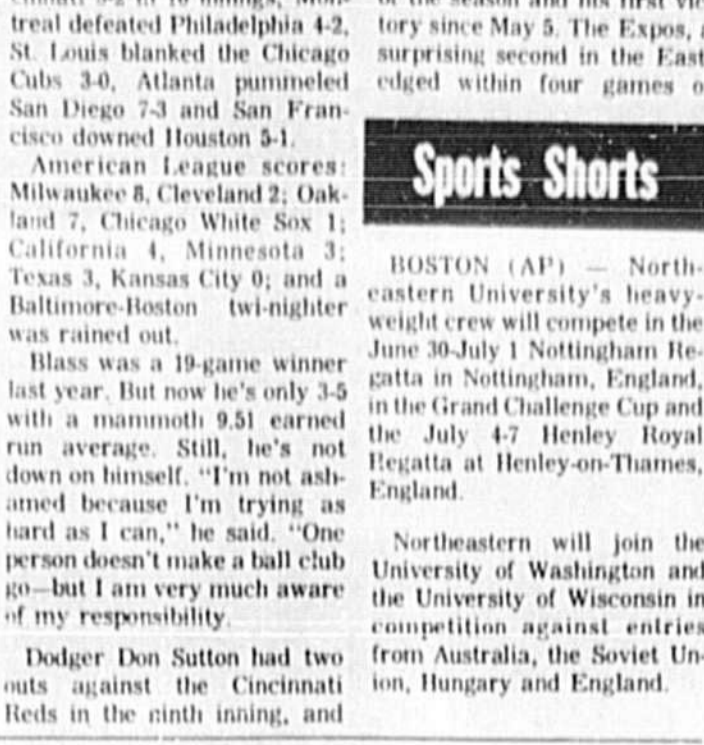 treal defeated Philadelphia 4-2,
St. Louis blanked the Chicago
Cubs 3-0, Atlanta pummeled
San Diego 7-3 and San Fran-
cisco downed Houston 5-1.
American League scores:
Milwaukee 8, Cleveland 2; Oak-
land 7, Chicago White Sox 1;
California 4, Minnesota 3;
Texas 3, Kansas City 0; and a
Baltimore-Boston twi-nighter
was rained out.
Blass was a 19-game winner
last year. But now he's only 3-5
with a mammoth 9.51 earned
run average. Still, he's not
down on himself. "I'm not ash-
amed because I'm trying as
hard as I can," he said. "One
person doesn't make a ball club
go—but I am very much aware
of my responsibility.
Dodger Don Sutton had two
outs against the Cincinnati
Reds in the ninth inning, and
of the season and his first vic-
tory since May 5. The Expos, a
surprising second in the East
edged within four games o
Sports Shorts
BOSTON (AP) — North-
eastern University's heavy-
weight crew will compete in the
June 30-July 1 Nottingham Re-
gatta in Nottingham, England,
in the Grand Challenge Cup and
the July 4-7 Henley Royal
Regatta at Henley-on-Thames,
England.
Northeastern will join the
University of Washington and
the University of Wisconsin in
competition against entries
from Australia, the Soviet Un-
ion, Hungary and England.